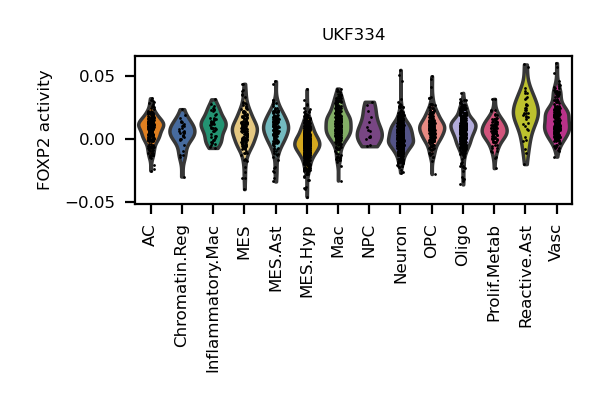 UKF334
FOXP2 activity
0.05
0.00
−0.05
AC
Chromatin.Reg
Inflammatory.Mac
MES
MES.Ast
MES.Hyp
Mac
NPC
Neuron
OPC
Oligo
Prolif.Metab
Reactive.Ast
Vasc